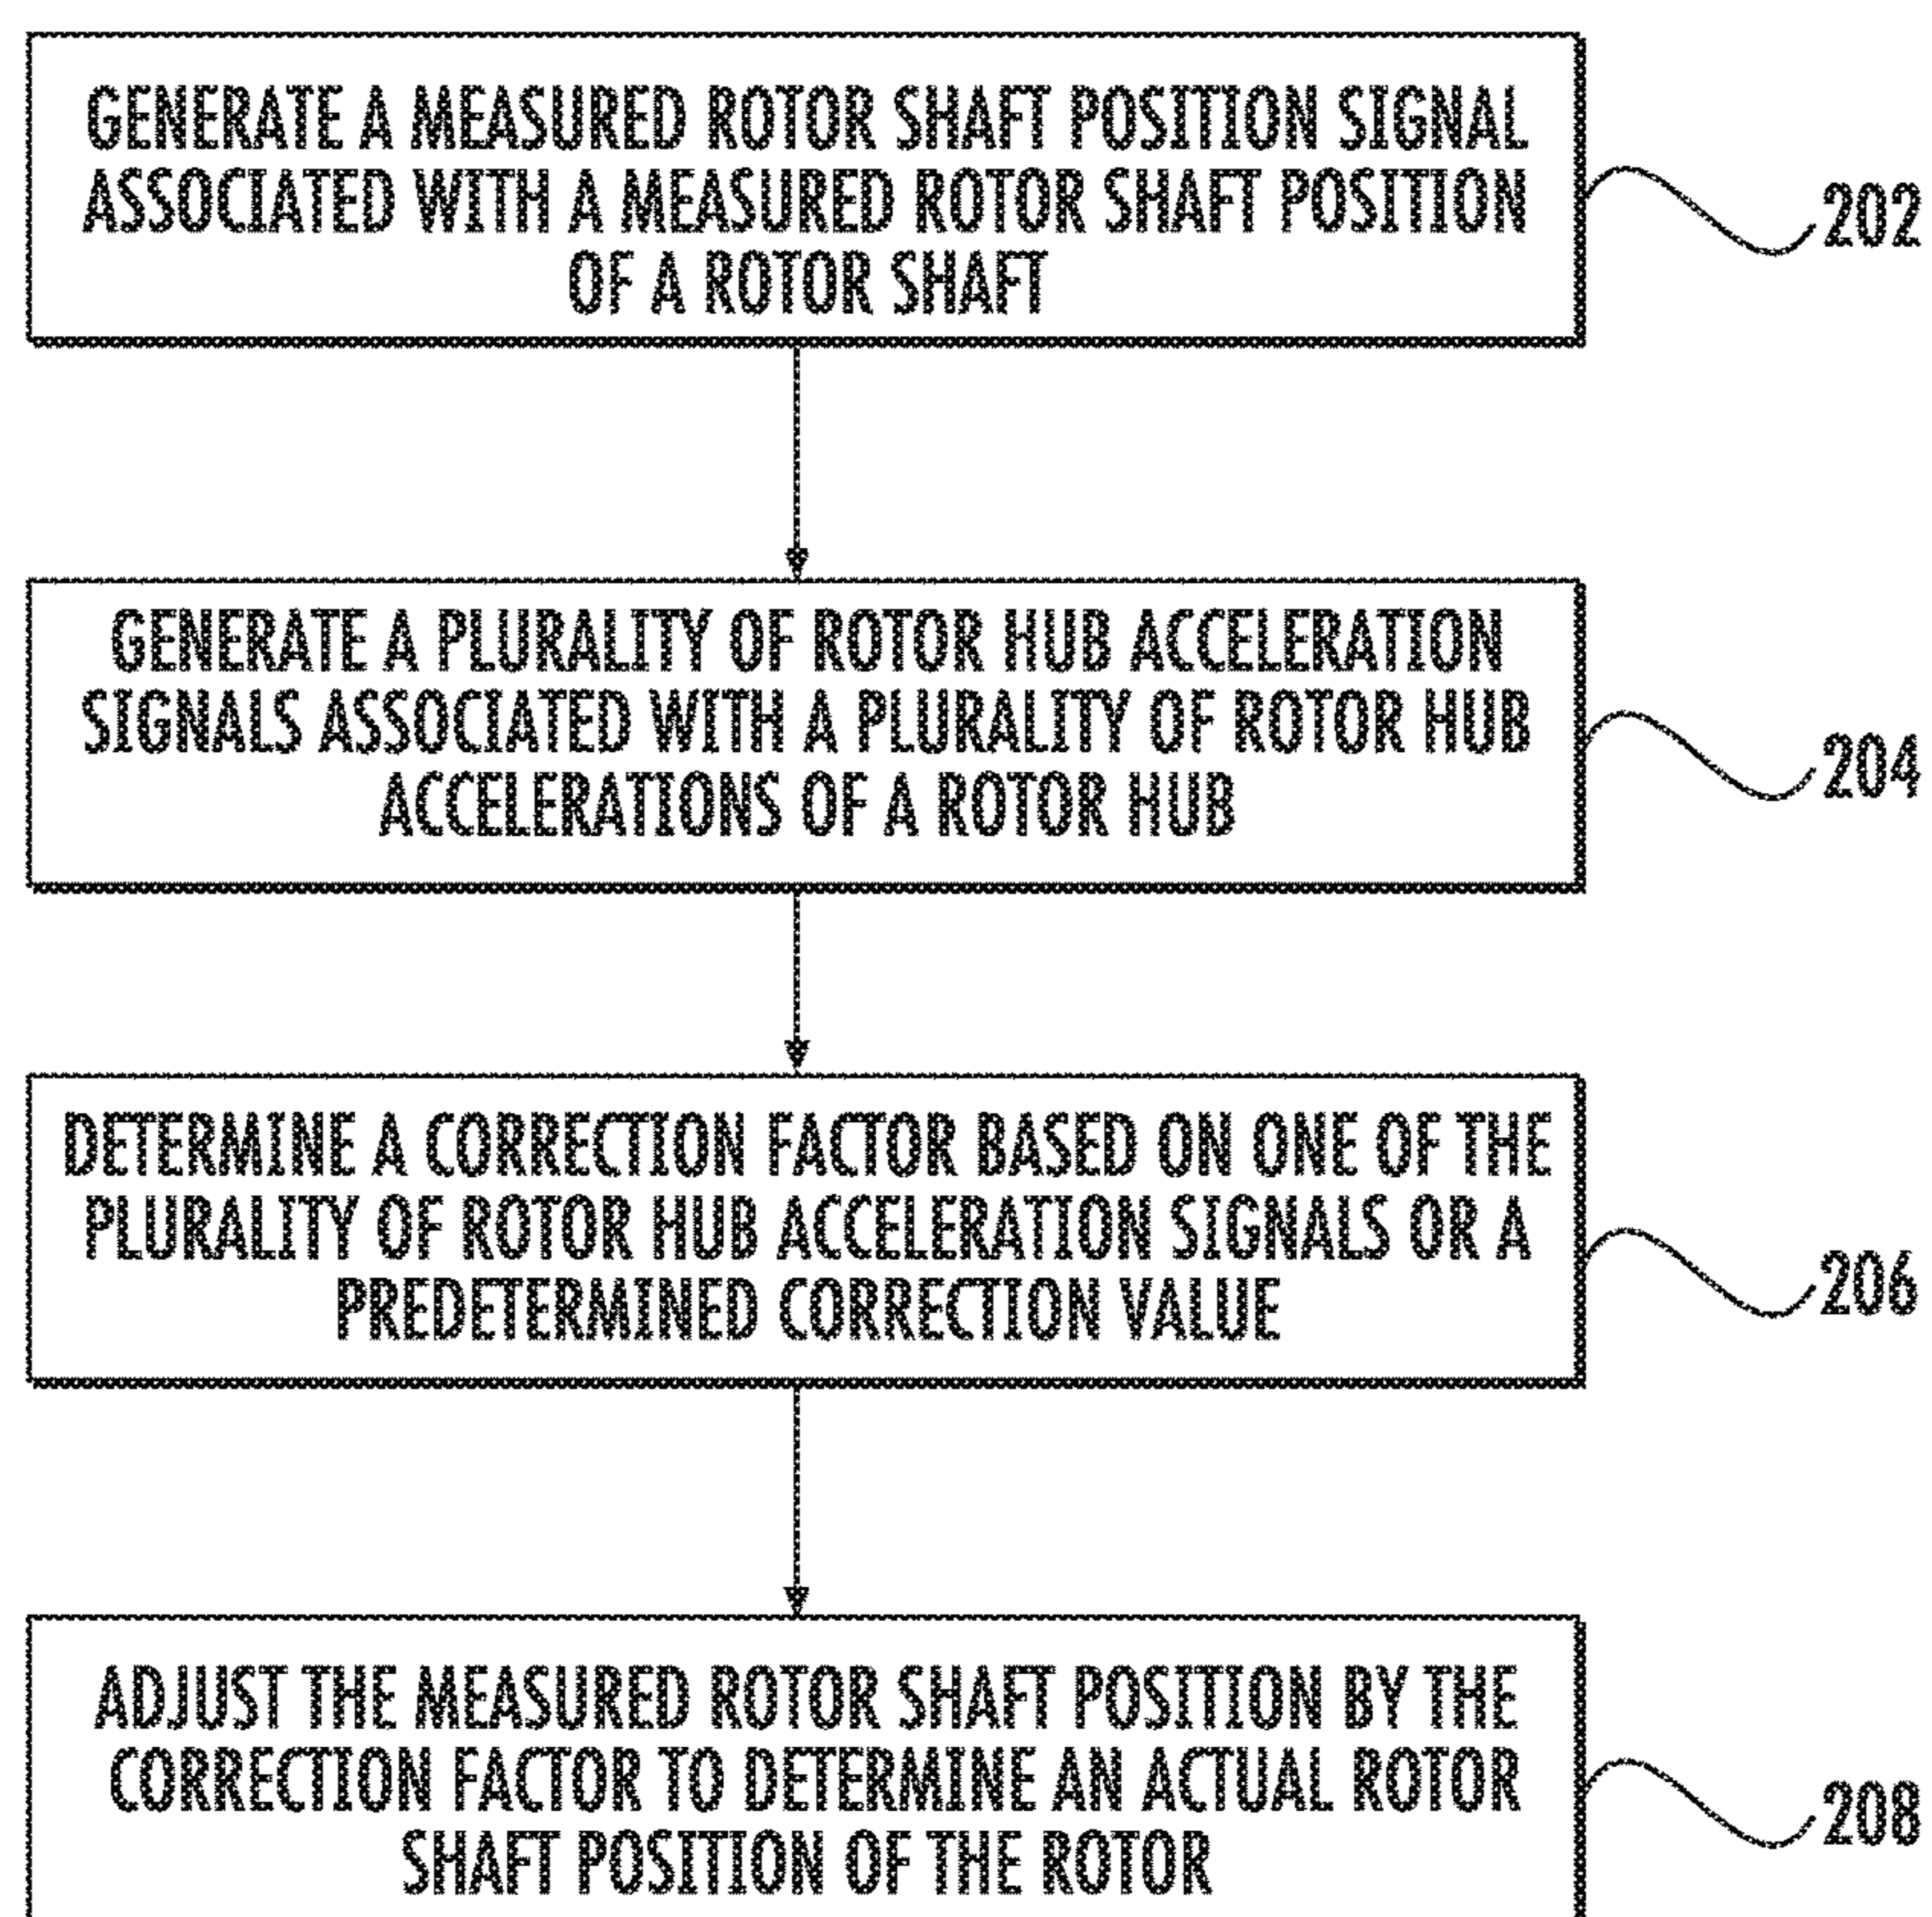 GENERATE A MEASURED ROTOR SHAFT POSITION SIGNAL
ASSOCIATED WITH A MEASURED ROTOR SHAFT POSITION
OF A ROTOR SHAFT
202
GENERATE A PLURALITY OF ROTOR HUB ACCELERATION
SIGNALS ASSOCIATED WITH A PLURALITY OF ROTOR HUB
ACCELERATIONS OF A ROTOR HUB
204
DETERMINE A CORRECTION FACTOR BASED ON ONE OF THE
PLURALITY OF ROTOR HUB ACCELERATION SIGNALS OR A
PREDETERMINED CORRECTION VALUE
206
ADJUST THE MEASURED ROTOR SHAFT POSITION BY THE
CORRECTION FACTOR TO DETERMINE AN ACTUAL ROTOR
SHAFT POSITION OF THE ROTOR
208